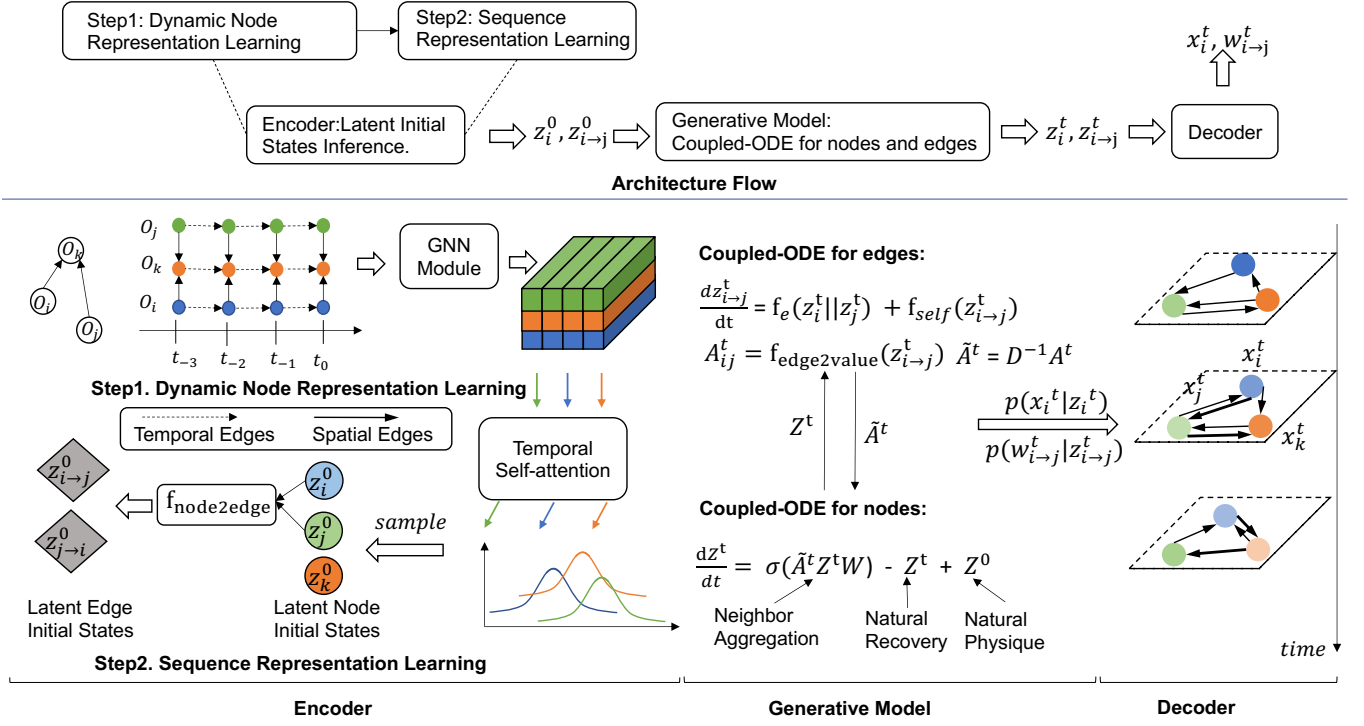 Step1: Dynamic Node
Representation Learning
Step2: Sequence
Representation Learning
Encoder:Latent Initial
States Inference.
z_i^0, z_{i→j}^0
Generative Model:
Coupled-ODE for nodes and edges
z_i^t, z_{i→j}^t
Decoder
x_i^t, w_{i→j}^t
Architecture Flow
O_k
O_i
O_j
O_j
O_k
O_i
t_{-3}
t_{-2}
t_{-1}
t_0
GNN
Module
Step1. Dynamic Node Representation Learning
Temporal Edges
Spatial Edges
Temporal
Self-attention
z_{i→j}^0
z_{j→i}^0
f_{node2edge}
z_i^0
z_j^0
z_k^0
sample
Latent Edge
Initial States
Latent Node
Initial States
Step2. Sequence Representation Learning
Encoder
Coupled-ODE for edges:
dz_{i→j}^t / dt = f_e(z_i^t||z_j^t) + f_{self}(z_{i→j}^t)
A_{ij}^t = f_{edge2value}(z_{i→j}^t) Ã^t = D^{-1}A^t
Z^t
Ã^t
Coupled-ODE for nodes:
dZ^t / dt = σ(Ã^t Z^t W) - Z^t + Z^0
Neighbor
Aggregation
Natural
Recovery
Natural
Physique
Generative Model
p(x_i^t|z_i^t)
p(w_{i→j}^t|z_{i→j}^t)
x_i^t
x_j^t
x_k^t
time
Decoder